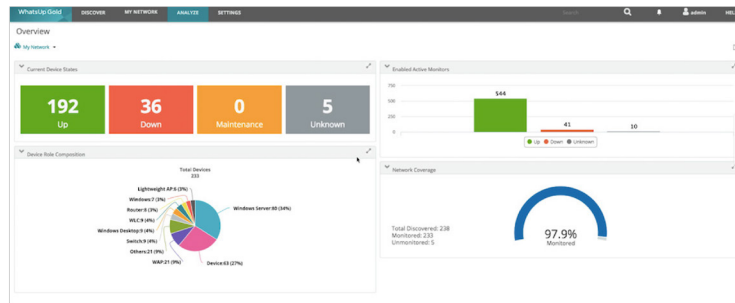 WhatsUp Gold DISCOVER MY NETWORK ANALYZE SETTINGS Search admin HEL
Overview
My Network
Current Device States
192
Up
36
Down
0
Maintenance
5
Unknown
Enabled Active Monitors
750
500
250
0
544
41
10
Up Down Unknown
Device Role Composition
Total Devices
233
Lightweight AP:6 (3%)
Windows:7 (3%)
Router:8 (3%)
WLC:9 (4%)
Windows Desktop:9 (4%)
Switch:9 (4%)
Others:21 (9%)
WAP:21 (9%)
Device:63 (27%)
Windows Server:80 (34%)
Network Coverage
Total Discovered: 238
Monitored: 233
Unmonitored: 5
97.9%
Monitored